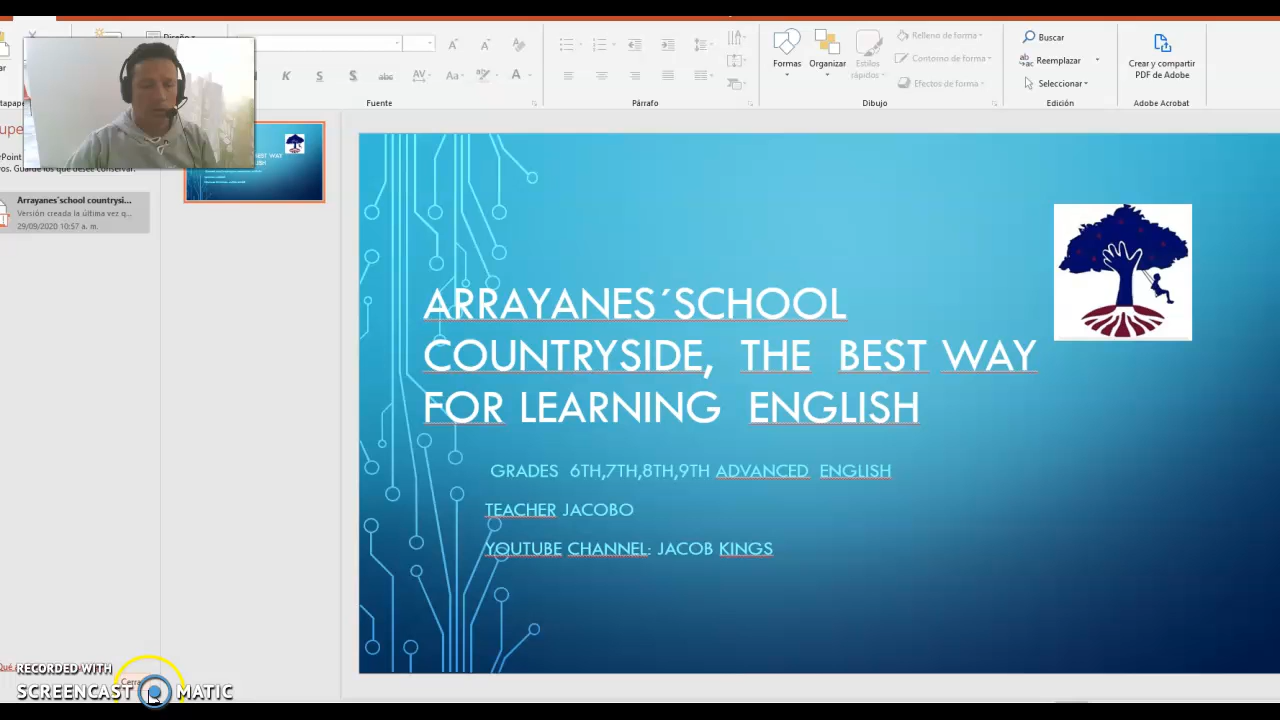 Diseño
Fuente
Párrafo
Formas
Organizar
Estilos
rápidos
Relleno de forma
Contorno de forma
Efectos de forma
Dibujo
Buscar
Reemplazar
Seleccionar
Edición
Crear y compartir
PDF de Adobe
Adobe Acrobat
Arrayanes´school countrysi...
Versión creada la última vez q...
29/09/2020 10:57 a. m.
ARRAYANES´SCHOOL
COUNTRYSIDE, THE BEST WAY
FOR LEARNING ENGLISH
GRADES 6TH,7TH,8TH,9TH ADVANCED ENGLISH
TEACHER JACOBO
YOUTUBE CHANNEL: JACOB KINGS
RECORDED WITH
SCREENCAST MATIC